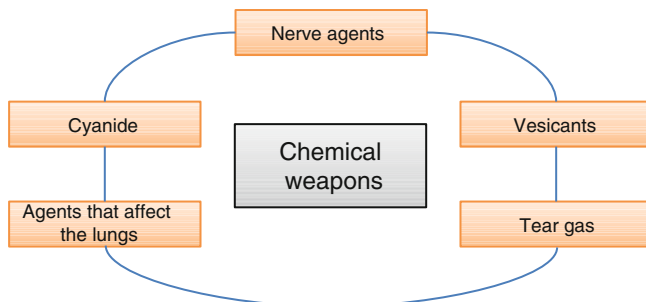 Nerve agents
Cyanide
Vesicants
Chemical
weapons
Agents that affect
the lungs
Tear gas